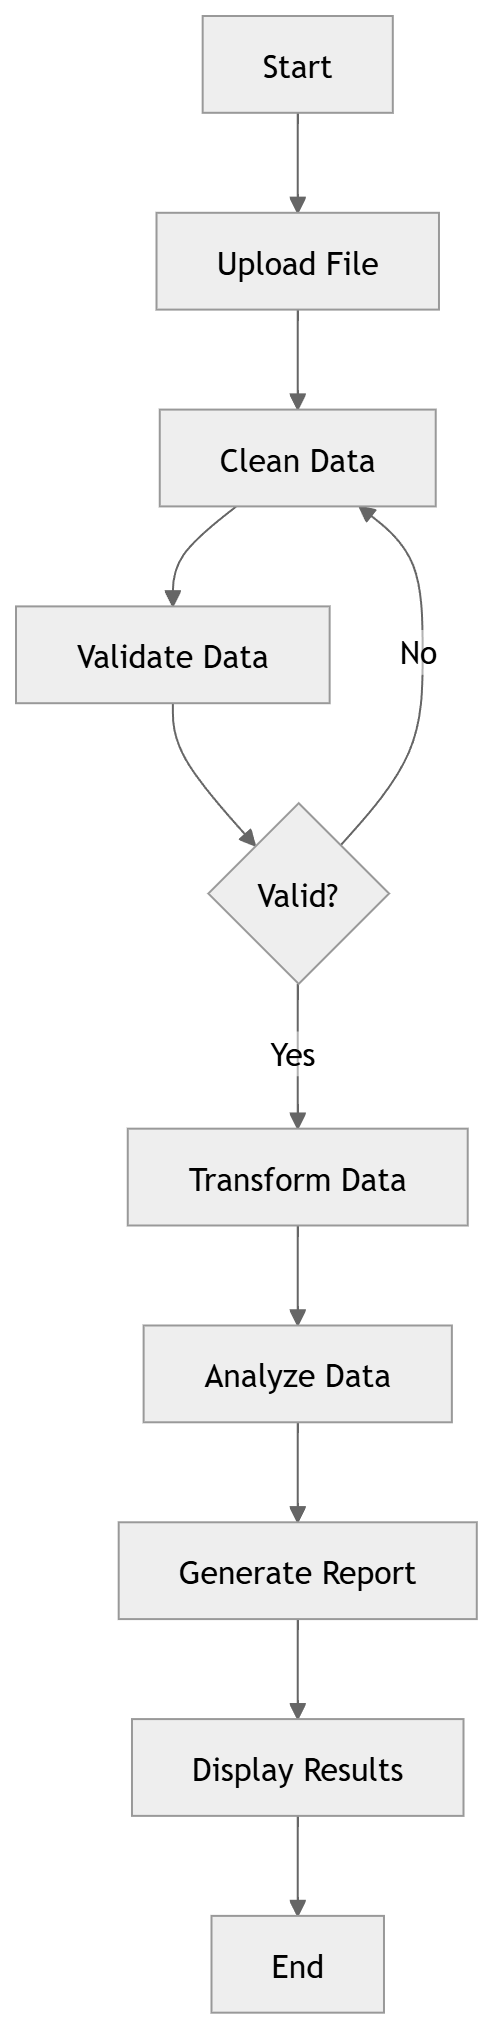 Start
Upload File
Clean Data
Validate Data
No
Valid?
Yes
Transform Data
Analyze Data
Generate Report
Display Results
End